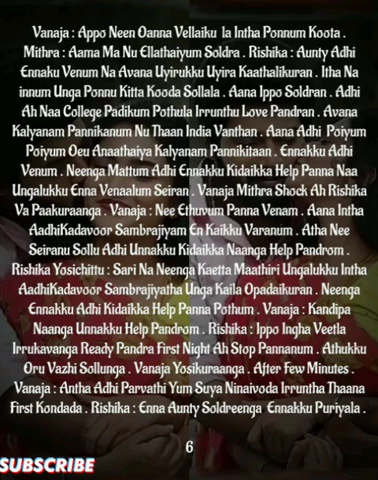 Vanaja : Appo Neen Oanna Vellaiku la Intha Ponnum Koota .
Mithra : Aama Ma Nu Ellathaiyum Soldra . Rishika : Aunty Adhi
Ennaku Venum Na Avana Uyirukku Uyira Kaathalikuran . Itha Na
innum Unga Ponnu Kitta Kooda Sollala . Aana Ippo Soldran . Adhi
Ah Naa College Padikum Pothula Irrunthu Love Pandran . Avana
Kalyanam Pannikanum Nu Thaan India Vanthan . Aana Adhi Poiyum
Poiyum Oeu Anaathaiya Kalyanam Pannikitaan . Ennakku Adhi
Venum . Neenga Mattum Adhi Ennakku Kidaikka Help Panna Naa
Ungalukku Enna Venaalum Seiran . Vanaja Mithra Shock Ah Rishika
Va Paakuraanga . Vanaja : Nee Ethuvum Panna Venam . Aana Intha
AadhiKadavoor Sambrajiyam En Kaikku Varanum . Atha Nee
Seiranu Sollu Adhi Unnakku Kidaikka Naanga Help Pandrom .
Rishika Yosichittu : Sari Na Neenga Kaetta Maathiri Ungalukku Intha
AadhiKadavoor Sambrajiyatha Unga Kaila Opadaikuran . Neenga
Ennakku Adhi Kidaikka Help Panna Pothum . Vanaja : Kandipa
Naanga Unnakku Help Pandrom . Rishika : Ippo Ingha Veetla
Irrukavanga Ready Pandra First Night Ah Stop Pannanum . Athukku
Oru Vazhi Sollunga . Vanaja Yosikuraanga . After Few Minutes .
Vanaja : Antha Adhi Parvathi Yum Suya Ninaivoda Irruntha Thaana
First Kondada . Rishika : Enna Aunty Soldreenga Ennakku Puriyala .
6
SUBSCRIBE